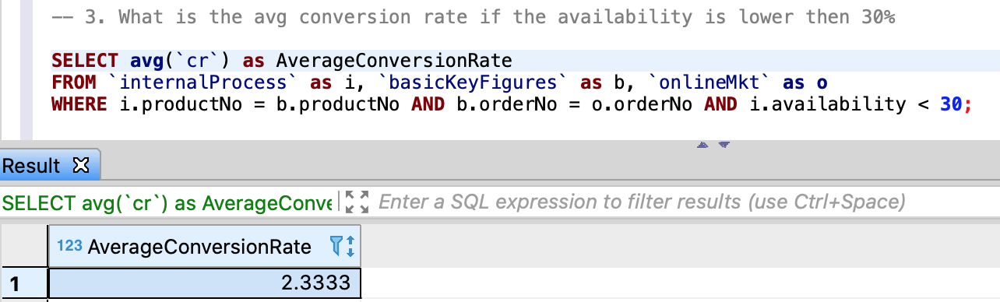 -- 3. What is the avg conversion rate if the availability is lower then 30%
SELECT avg(`cr`) as AverageConversionRate
FROM `internalProcess` as i, `basicKeyFigures` as b, `onlineMkt` as o
WHERE i.productNo = b.productNo AND b.orderNo = o.orderNo AND i.availability < 30;
Result
SELECT avg(`cr`) as AverageConve Enter a SQL expression to filter results (use Ctrl+Space)
123 AverageConversionRate
1 2.3333